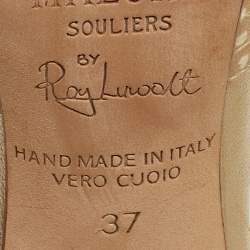 SOULIERS
BY
Roy Luwolt
HAND MADE IN ITALY
VERO CUOIO
37